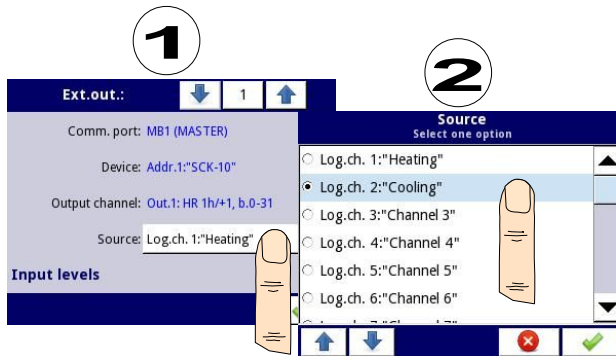 1
Ext.out.:
1
Comm. port: MB1 (MASTER)
Device: Addr.1:"SCK-10"
Output channel: Out.1: HR 1h/+1, b.0-31
Source: Log.ch. 1:"Heating"
Input levels
2
Source
Select one option
Log.ch. 1:"Heating"
Log.ch. 2:"Cooling"
Log.ch. 3:"Channel 3"
Log.ch. 4:"Channel 4"
Log.ch. 5:"Channel 5"
Log.ch. 6:"Channel 6"